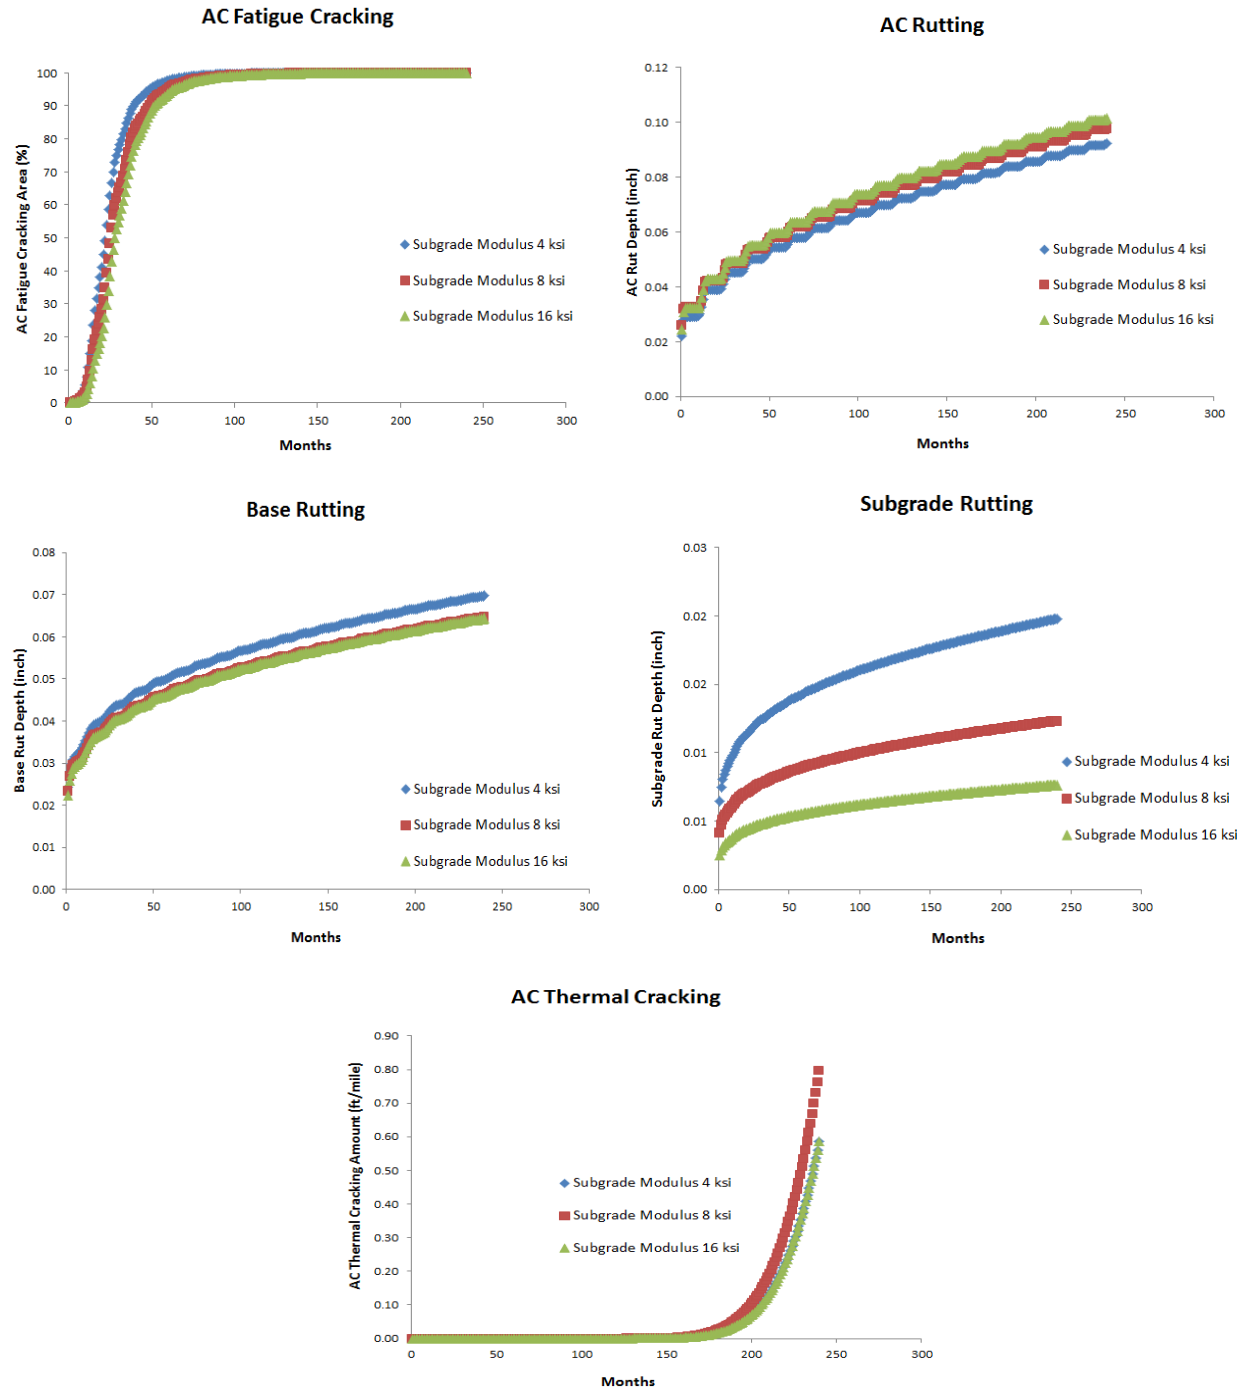 AC Fatigue Cracking
100
90
80
70
60
50
40
30
20
10
0
0 50 100 150 200 250 300
AC Fatigue Cracking Area (%)
Months
Subgrade Modulus 4 ksi
Subgrade Modulus 8 ksi
Subgrade Modulus 16 ksi
AC Rutting
0.12
0.10
0.08
0.06
0.04
0.02
0.00
0 50 100 150 200 250 300
AC Rut Depth (inch)
Months
Subgrade Modulus 4 ksi
Subgrade Modulus 8 ksi
Subgrade Modulus 16 ksi
Base Rutting
0.08
0.07
0.06
0.05
0.04
0.03
0.02
0.01
0.00
0 50 100 150 200 250 300
Base Rut Depth (inch)
Months
Subgrade Modulus 4 ksi
Subgrade Modulus 8 ksi
Subgrade Modulus 16 ksi
Subgrade Rutting
0.03
0.02
0.02
0.01
0.01
0.00
0 50 100 150 200 250 300
Subgrade Rut Depth (inch)
Months
Subgrade Modulus 4 ksi
Subgrade Modulus 8 ksi
Subgrade Modulus 16 ksi
AC Thermal Cracking
0.90
0.80
0.70
0.60
0.50
0.40
0.30
0.20
0.10
0.00
0 50 100 150 200 250 300
AC Thermal Cracking Amount (ft/mile)
Months
Subgrade Modulus 4 ksi
Subgrade Modulus 8 ksi
Subgrade Modulus 16 ksi